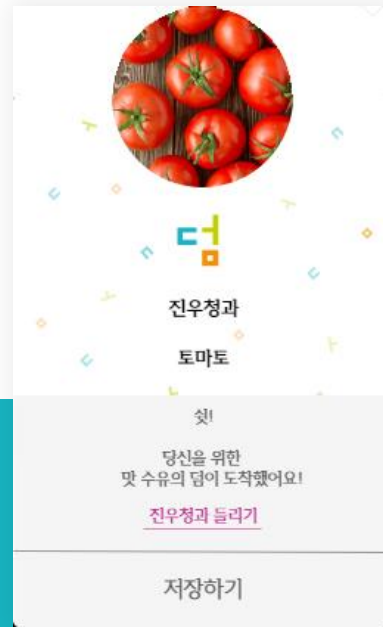 덤
진우청과
토마토
쉿!
당신을 위한
맛 수유의 덤이 도착했어요!
진우청과 들리기
저장하기